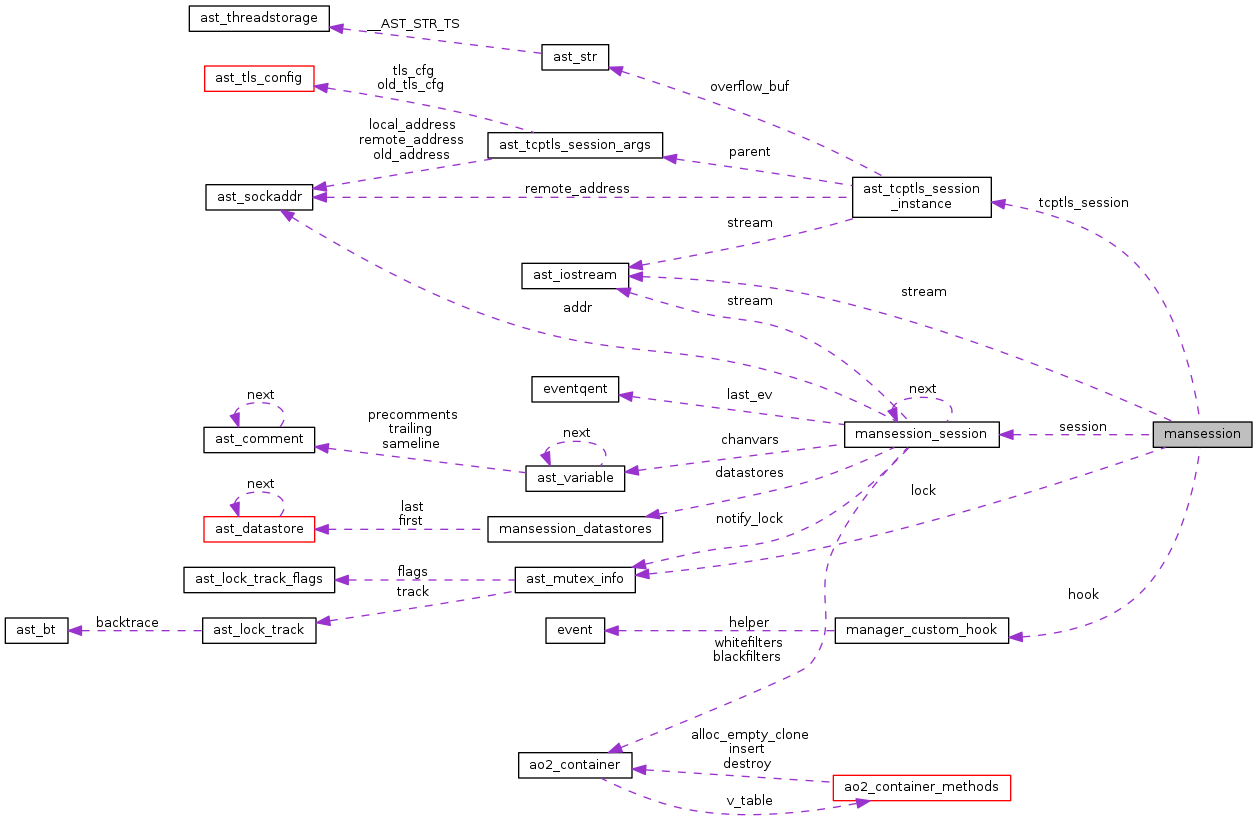 ast_threadstorage
__AST_STR_TS
ast_str
tls_cfg
old_tls_cfg
ast_tls_config
overflow_buf
local_address
remote_address
old_address
ast_tcptls_session_args
parent
ast_tcptls_session
_instance
ast_sockaddr
remote_address
tcptls_session
stream
ast_iostream
stream
stream
addr
eventqent
last_ev
next
next
ast_comment
precomments
trailing
sameline
next
ast_variable
chanvars
mansession_session
session
mansession
datastores
next
ast_datastore
last
first
mansession_datastores
lock
notify_lock
ast_lock_track_flags
flags
ast_mutex_info
track
hook
ast_bt
backtrace
ast_lock_track
event
helper
manager_custom_hook
whitefilters
blackfilters
alloc_empty_clone
insert
destroy
ao2_container
ao2_container_methods
v_table